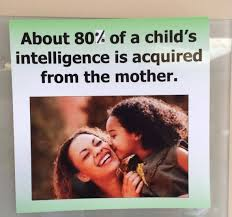 About 80% of a child's
intelligence is acquired
from the mother.